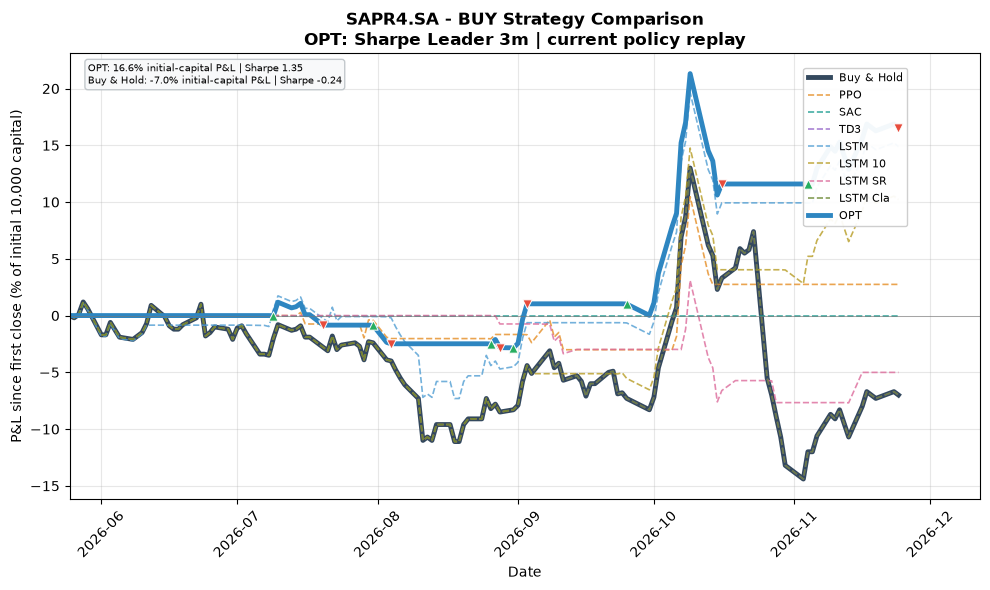 SAPR4.SA - BUY Strategy Comparison
OPT: Sharpe Leader 3m | current policy replay
OPT: 16.6% initial-capital P&L | Sharpe 1.35
Buy & Hold: -7.0% initial-capital P&L | Sharpe -0.24
Buy & Hold
PPO
SAC
TD3
LSTM
LSTM 10
LSTM SR
LSTM Cla
OPT
P&L since first close (% of initial 10,000 capital)
20
15
10
5
0
−5
−10
−15
2026-06
2026-07
2026-08
2026-09
2026-10
2026-11
2026-12
Date